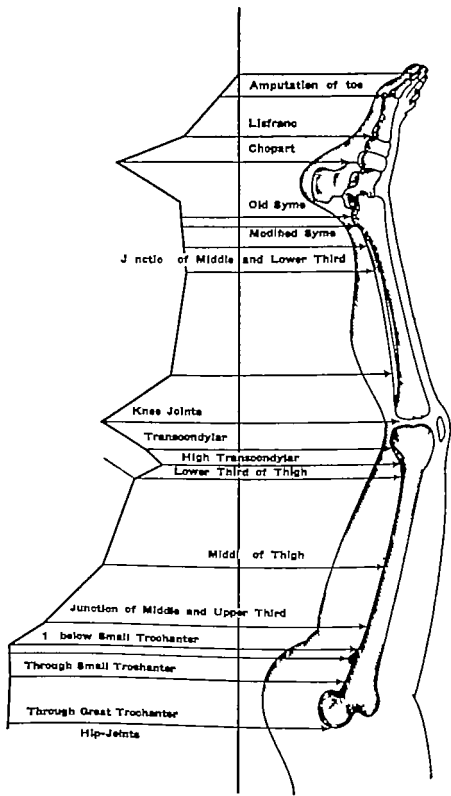 Amputation of toe
Lisfranc
Chopart
Old Syme
Modified Syme
J nctio of Middle and Lower Third
Knee Joints
Transcondylar
High Transcondylar
Lower Third of Thigh
Middl of Thigh
Junction of Middle and Upper Third
1 below Small Trochanter
Through Small Trochanter
Through Great Trochanter
Hip-Joints